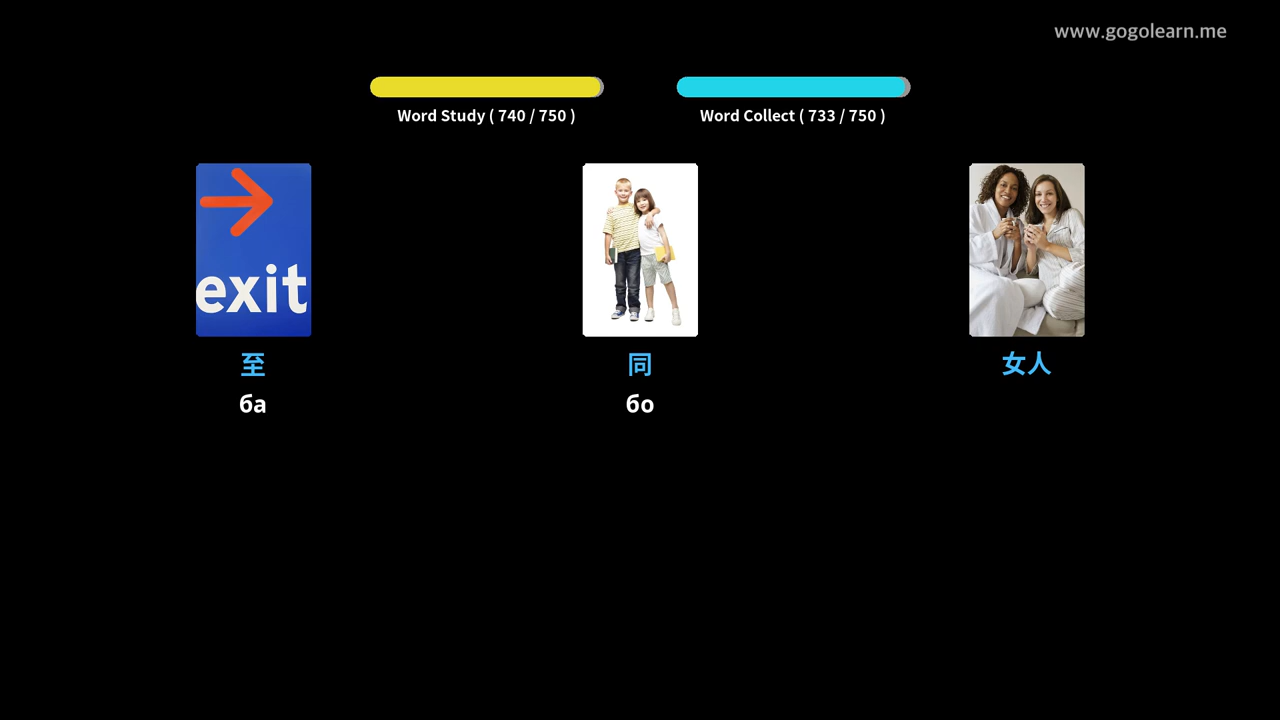 www.gogolearn.me
Word Study ( 740 / 750 )
Word Collect ( 733 / 750 )
exit
至
同
女人
ба
бо